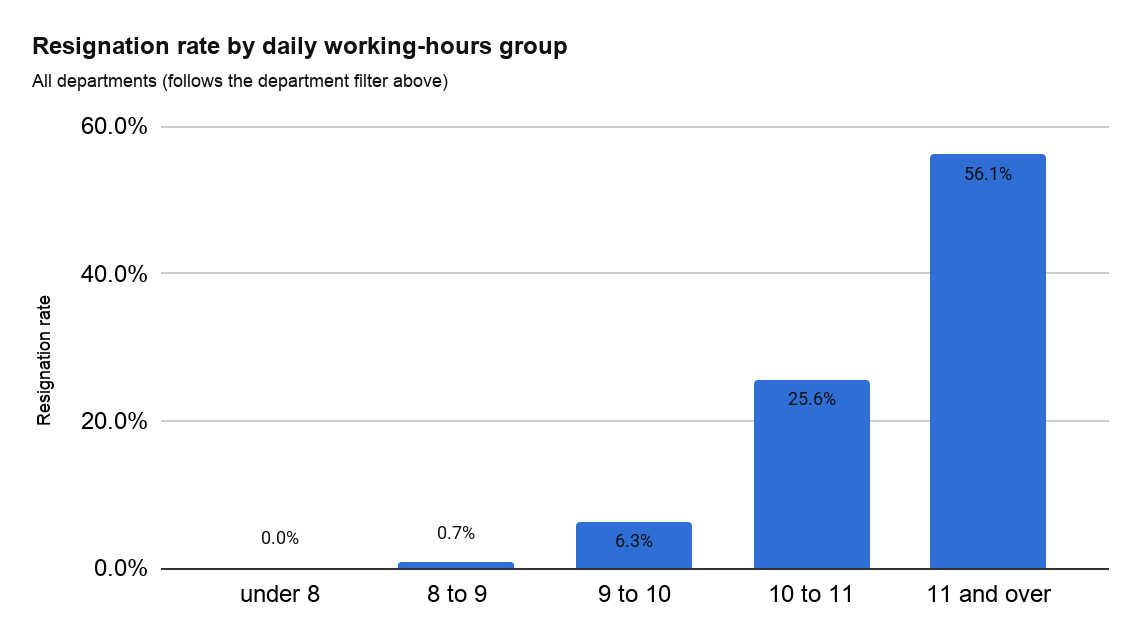 Resignation rate by daily working-hours group
All departments (follows the department filter above)
Resignation rate
60.0%
40.0%
20.0%
0.0%
0.0%
0.7%
6.3%
25.6%
56.1%
under 8
8 to 9
9 to 10
10 to 11
11 and over